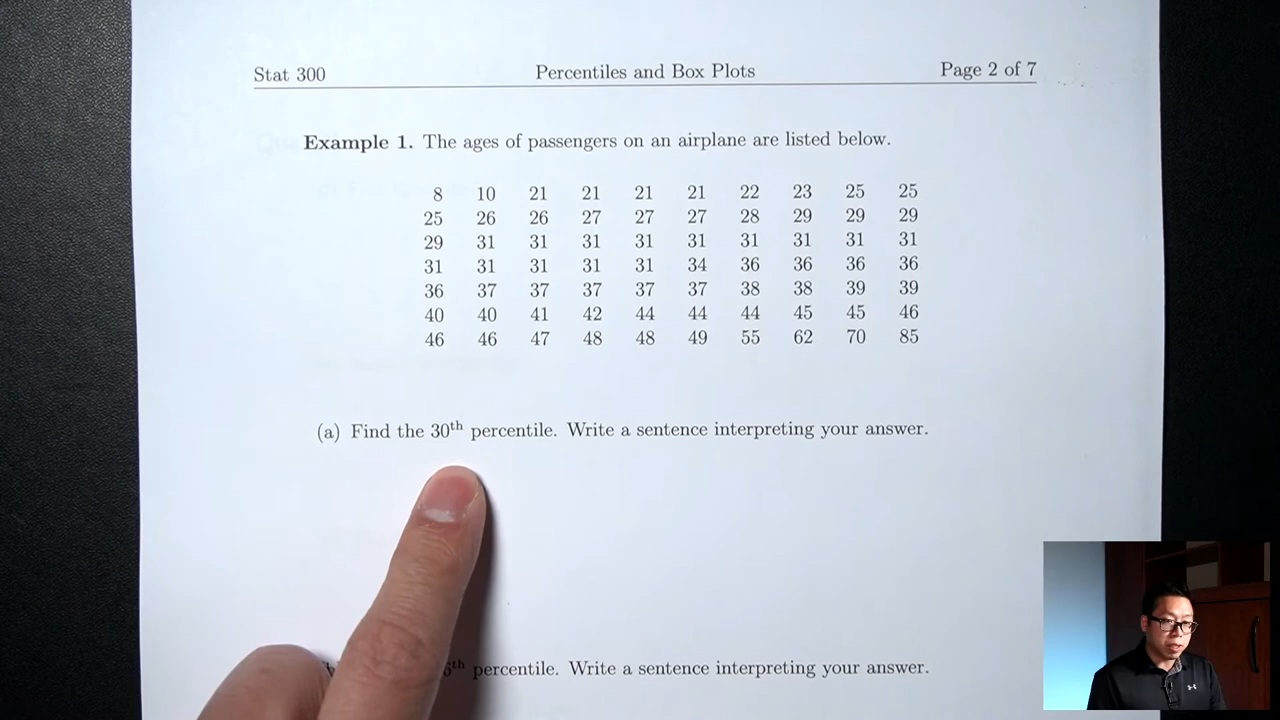 Stat 300 Percentiles and Box Plots Page 2 of 7
Example 1. The ages of passengers on an airplane are listed below.
8 10 21 21 21 21 22 23 25 25
25 26 26 27 27 27 28 29 29 29
29 31 31 31 31 31 31 31 31 31
31 31 31 31 31 34 36 36 36 36
36 37 37 37 37 37 38 38 39 39
40 40 41 42 44 44 44 45 45 46
46 46 47 48 48 49 55 62 70 85
(a) Find the 30th percentile. Write a sentence interpreting your answer.
percentile. Write a sentence interpreting your answer.